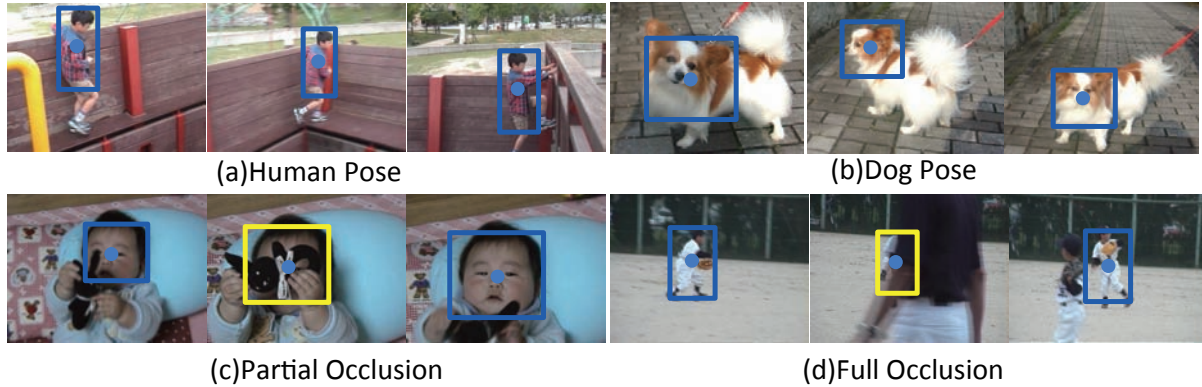 (a)Human Pose
(b)Dog Pose
(c)Partial Occlusion
(d)Full Occlusion